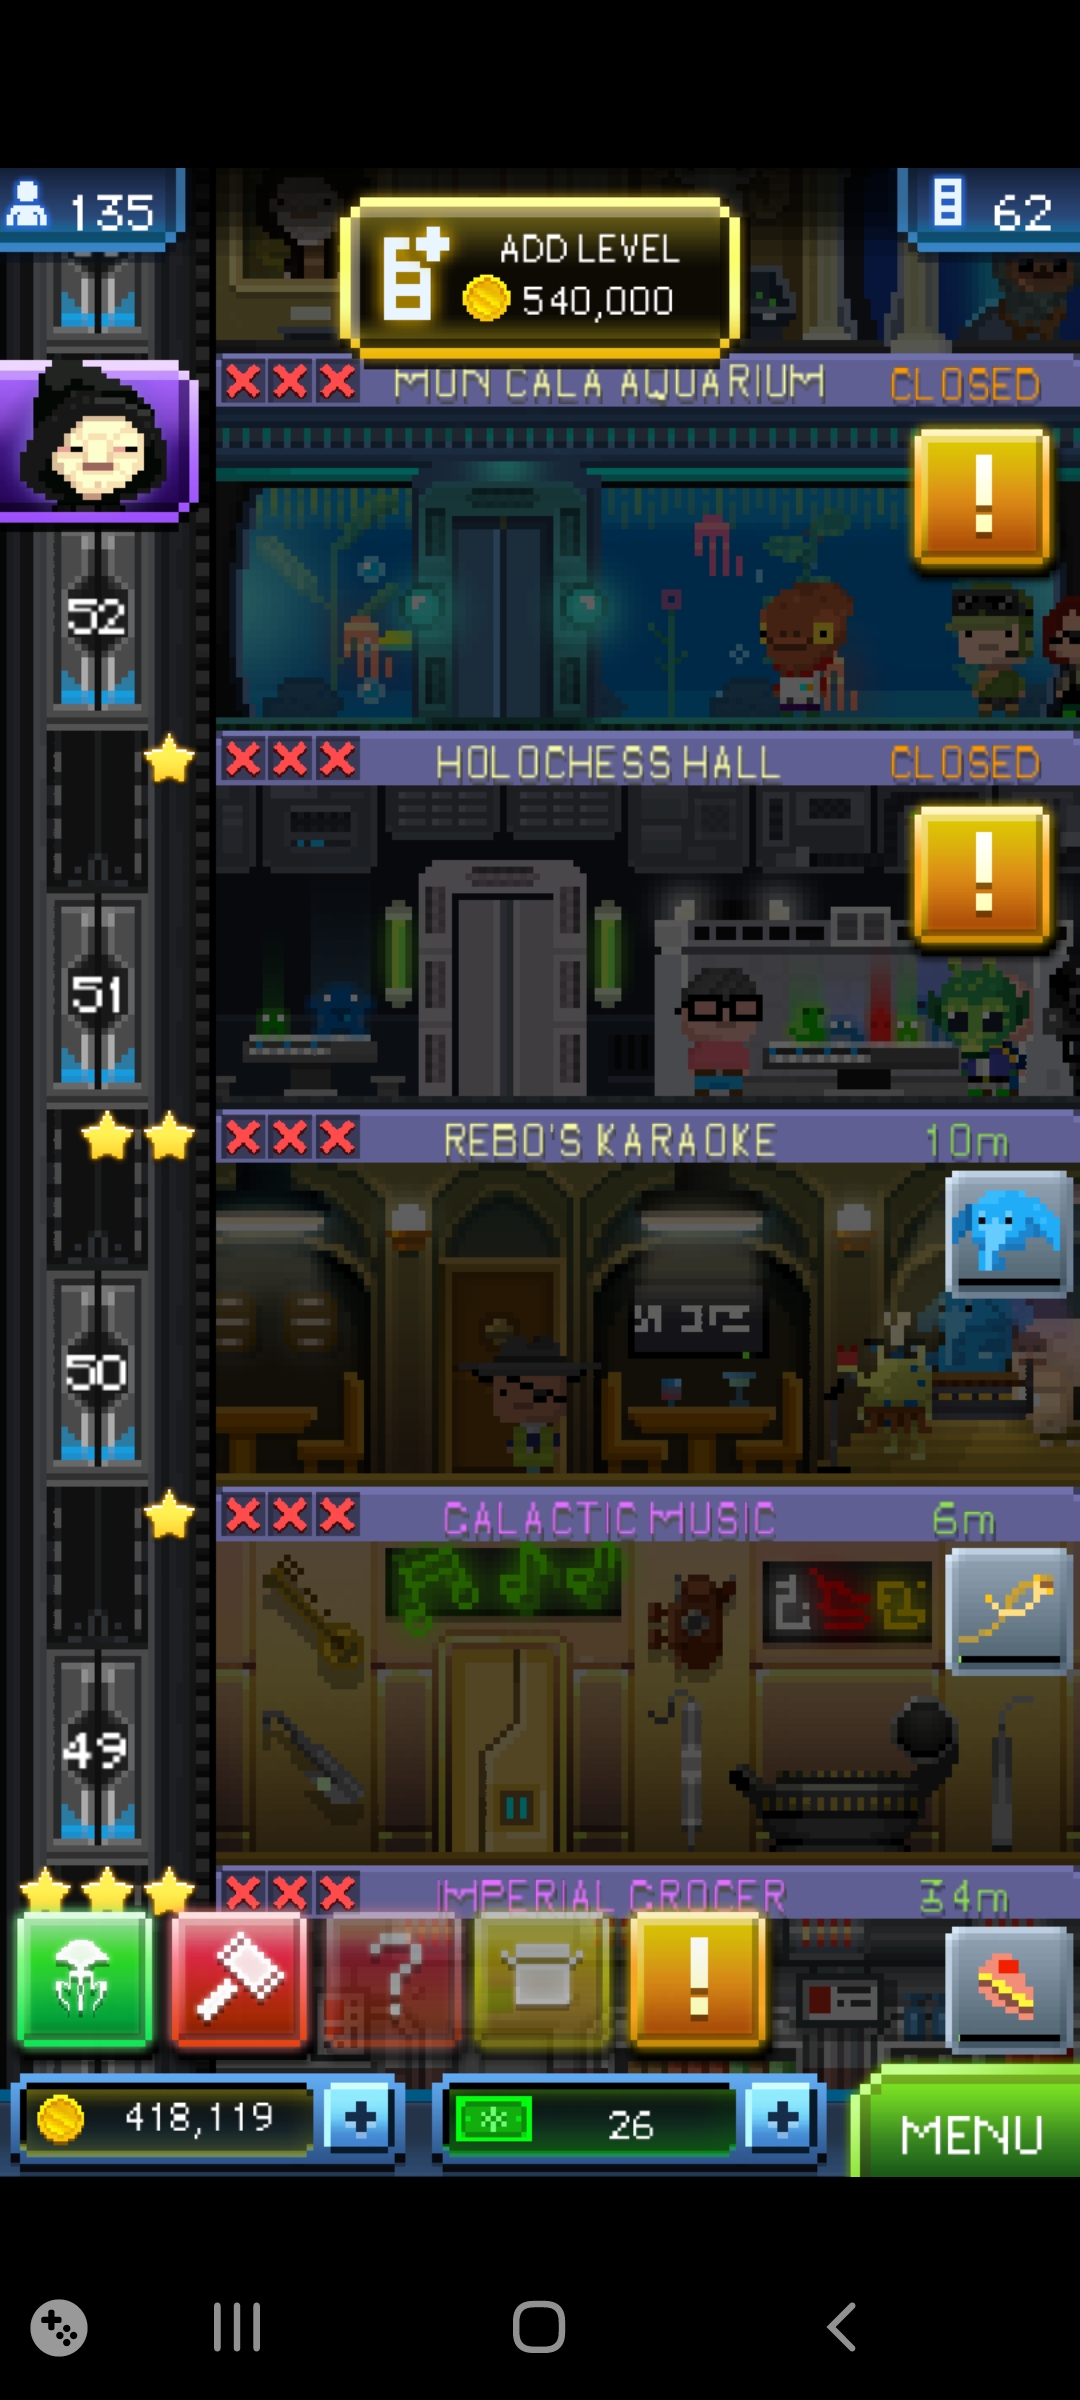 135
ADD LEVEL
540,000
62
MON CALA AQUARIUM
CLOSED
52
HOLOCHESS HALL
CLOSED
51
REBO'S KARAOKE
10m
50
GALACTIC MUSIC
6m
49
IMPERIAL GROCER
34m
418,119
26
MENU